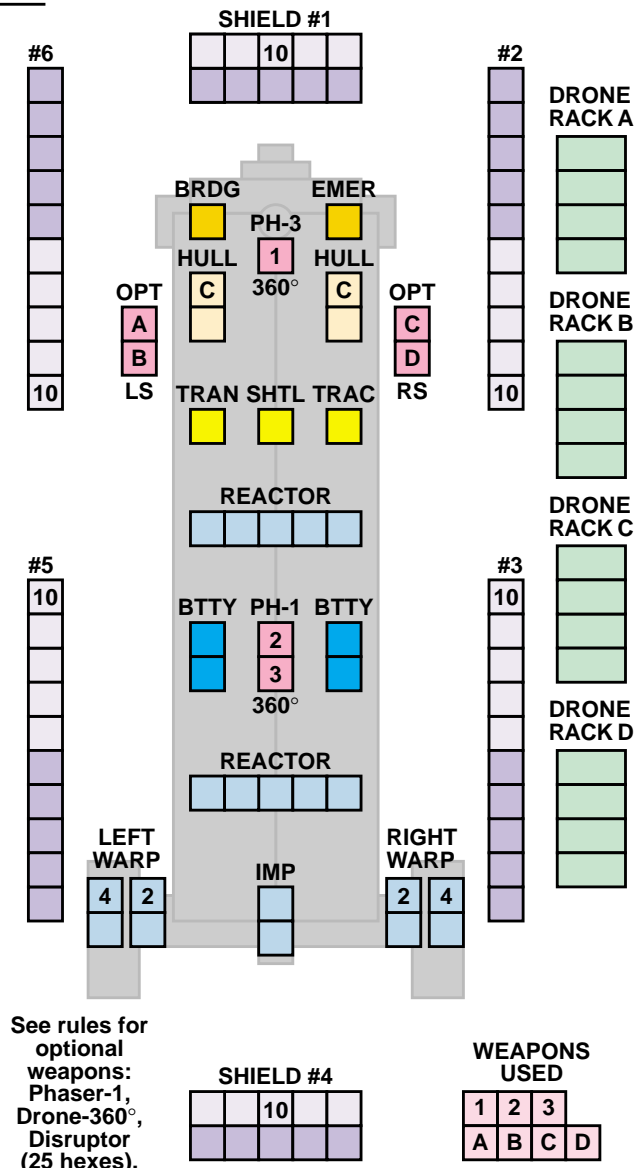 SHIELD #1
10
#6
10
#2
10
DRONE
RACK A
BRDG
EMER
PH-3
1
360°
HULL
C
HULL
C
OPT
A
B
LS
OPT
C
D
RS
DRONE
RACK B
TRAN SHTL TRAC
REACTOR
DRONE
RACK C
#5
10
#3
10
BTTY PH-1 BTTY
2
3
360°
DRONE
RACK D
REACTOR
LEFT
WARP
4 2
IMP
RIGHT
WARP
2 4
See rules for
optional
weapons:
Phaser-1,
Drone-360°,
Disruptor
(25 hexes).
SHIELD #4
10
WEAPONS
USED
1 2 3
A B C D